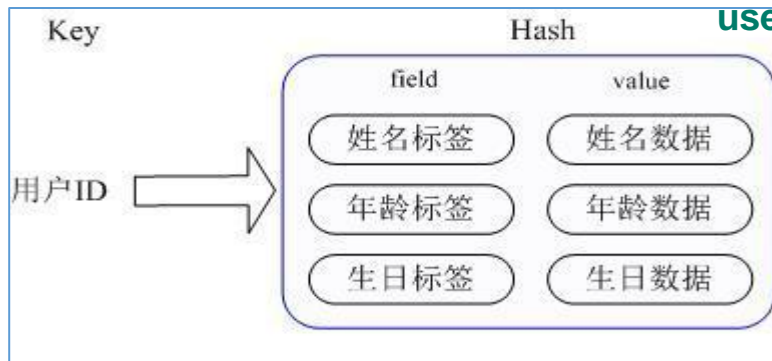 Key Hash use
field value
姓名标签 姓名数据
用户ID 年龄标签 年龄数据
生日标签 生日数据